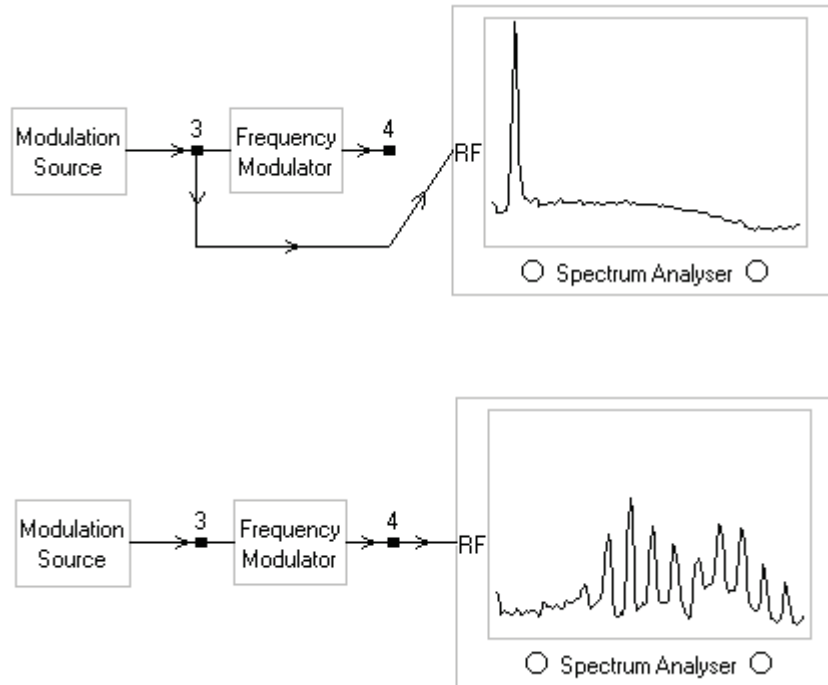 3
4
Modulation
Source
Frequency
Modulator
RF
Spectrum Analyser
3
4
Modulation
Source
Frequency
Modulator
RF
Spectrum Analyser